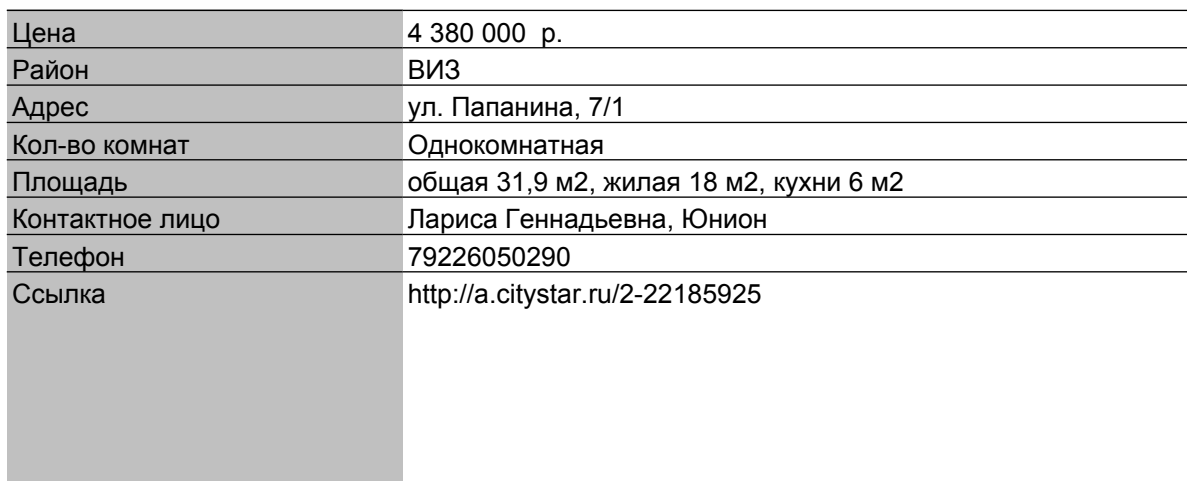 Цена 4 380 000 р.
Район ВИЗ
Адрес ул. Папанина, 7/1
Кол-во комнат Однокомнатная
Площадь общая 31,9 м2, жилая 18 м2, кухни 6 м2
Контактное лицо Лариса Геннадьевна, Юнион
Телефон 79226050290
Ссылка http://a.citystar.ru/2-22185925